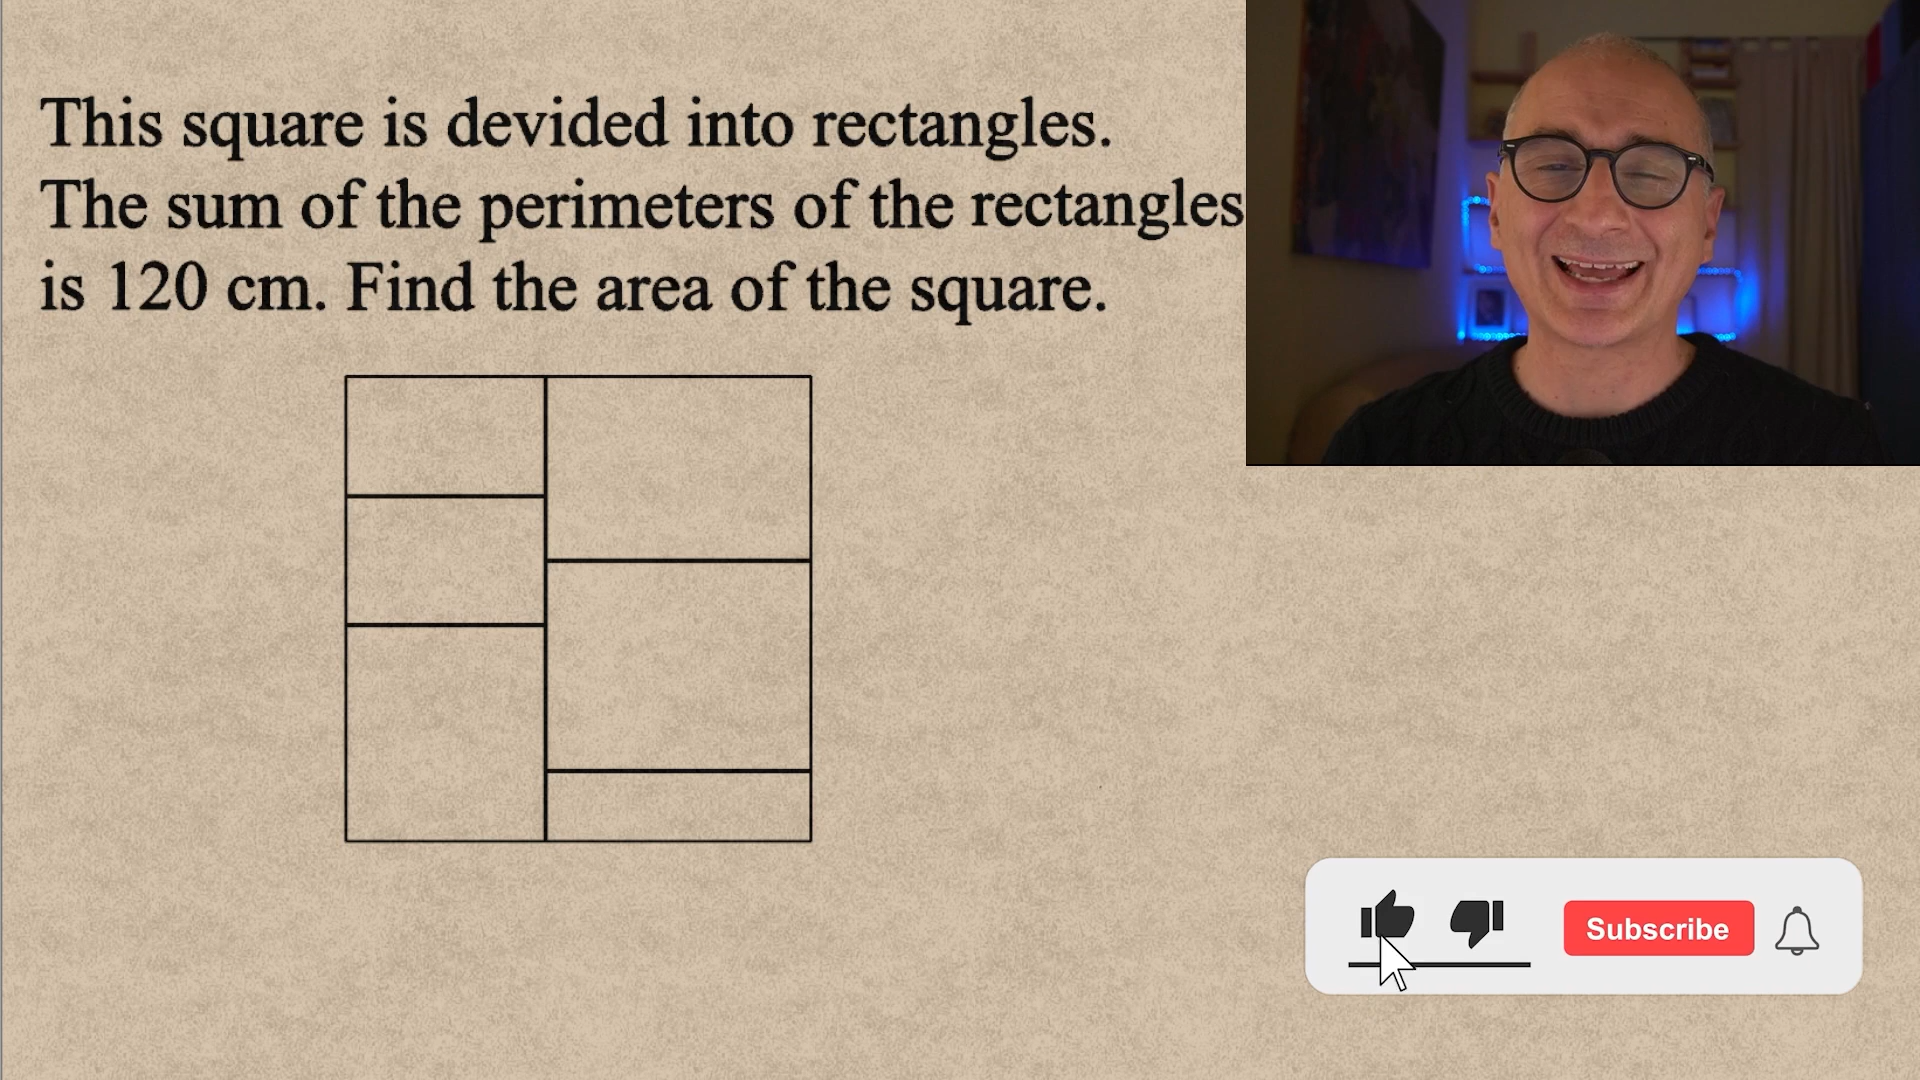 This square is devided into rectangles.
The sum of the perimeters of the rectangles
is 120 cm. Find the area of the square.
Subscribe